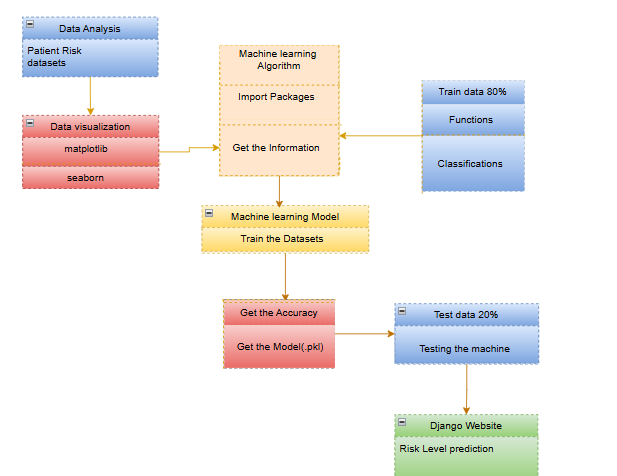 Data Analysis
Patient Risk
datasets
Machine learning
Algorithm
Import Packages
Get the Information
Train data 80%
Functions
Classifications
Data visualization
matplotlib
seaborn
Machine learning Model
Train the Datasets
Get the Accuracy
Get the Model(.pkl)
Test data 20%
Testing the machine
Django Website
Risk Level prediction